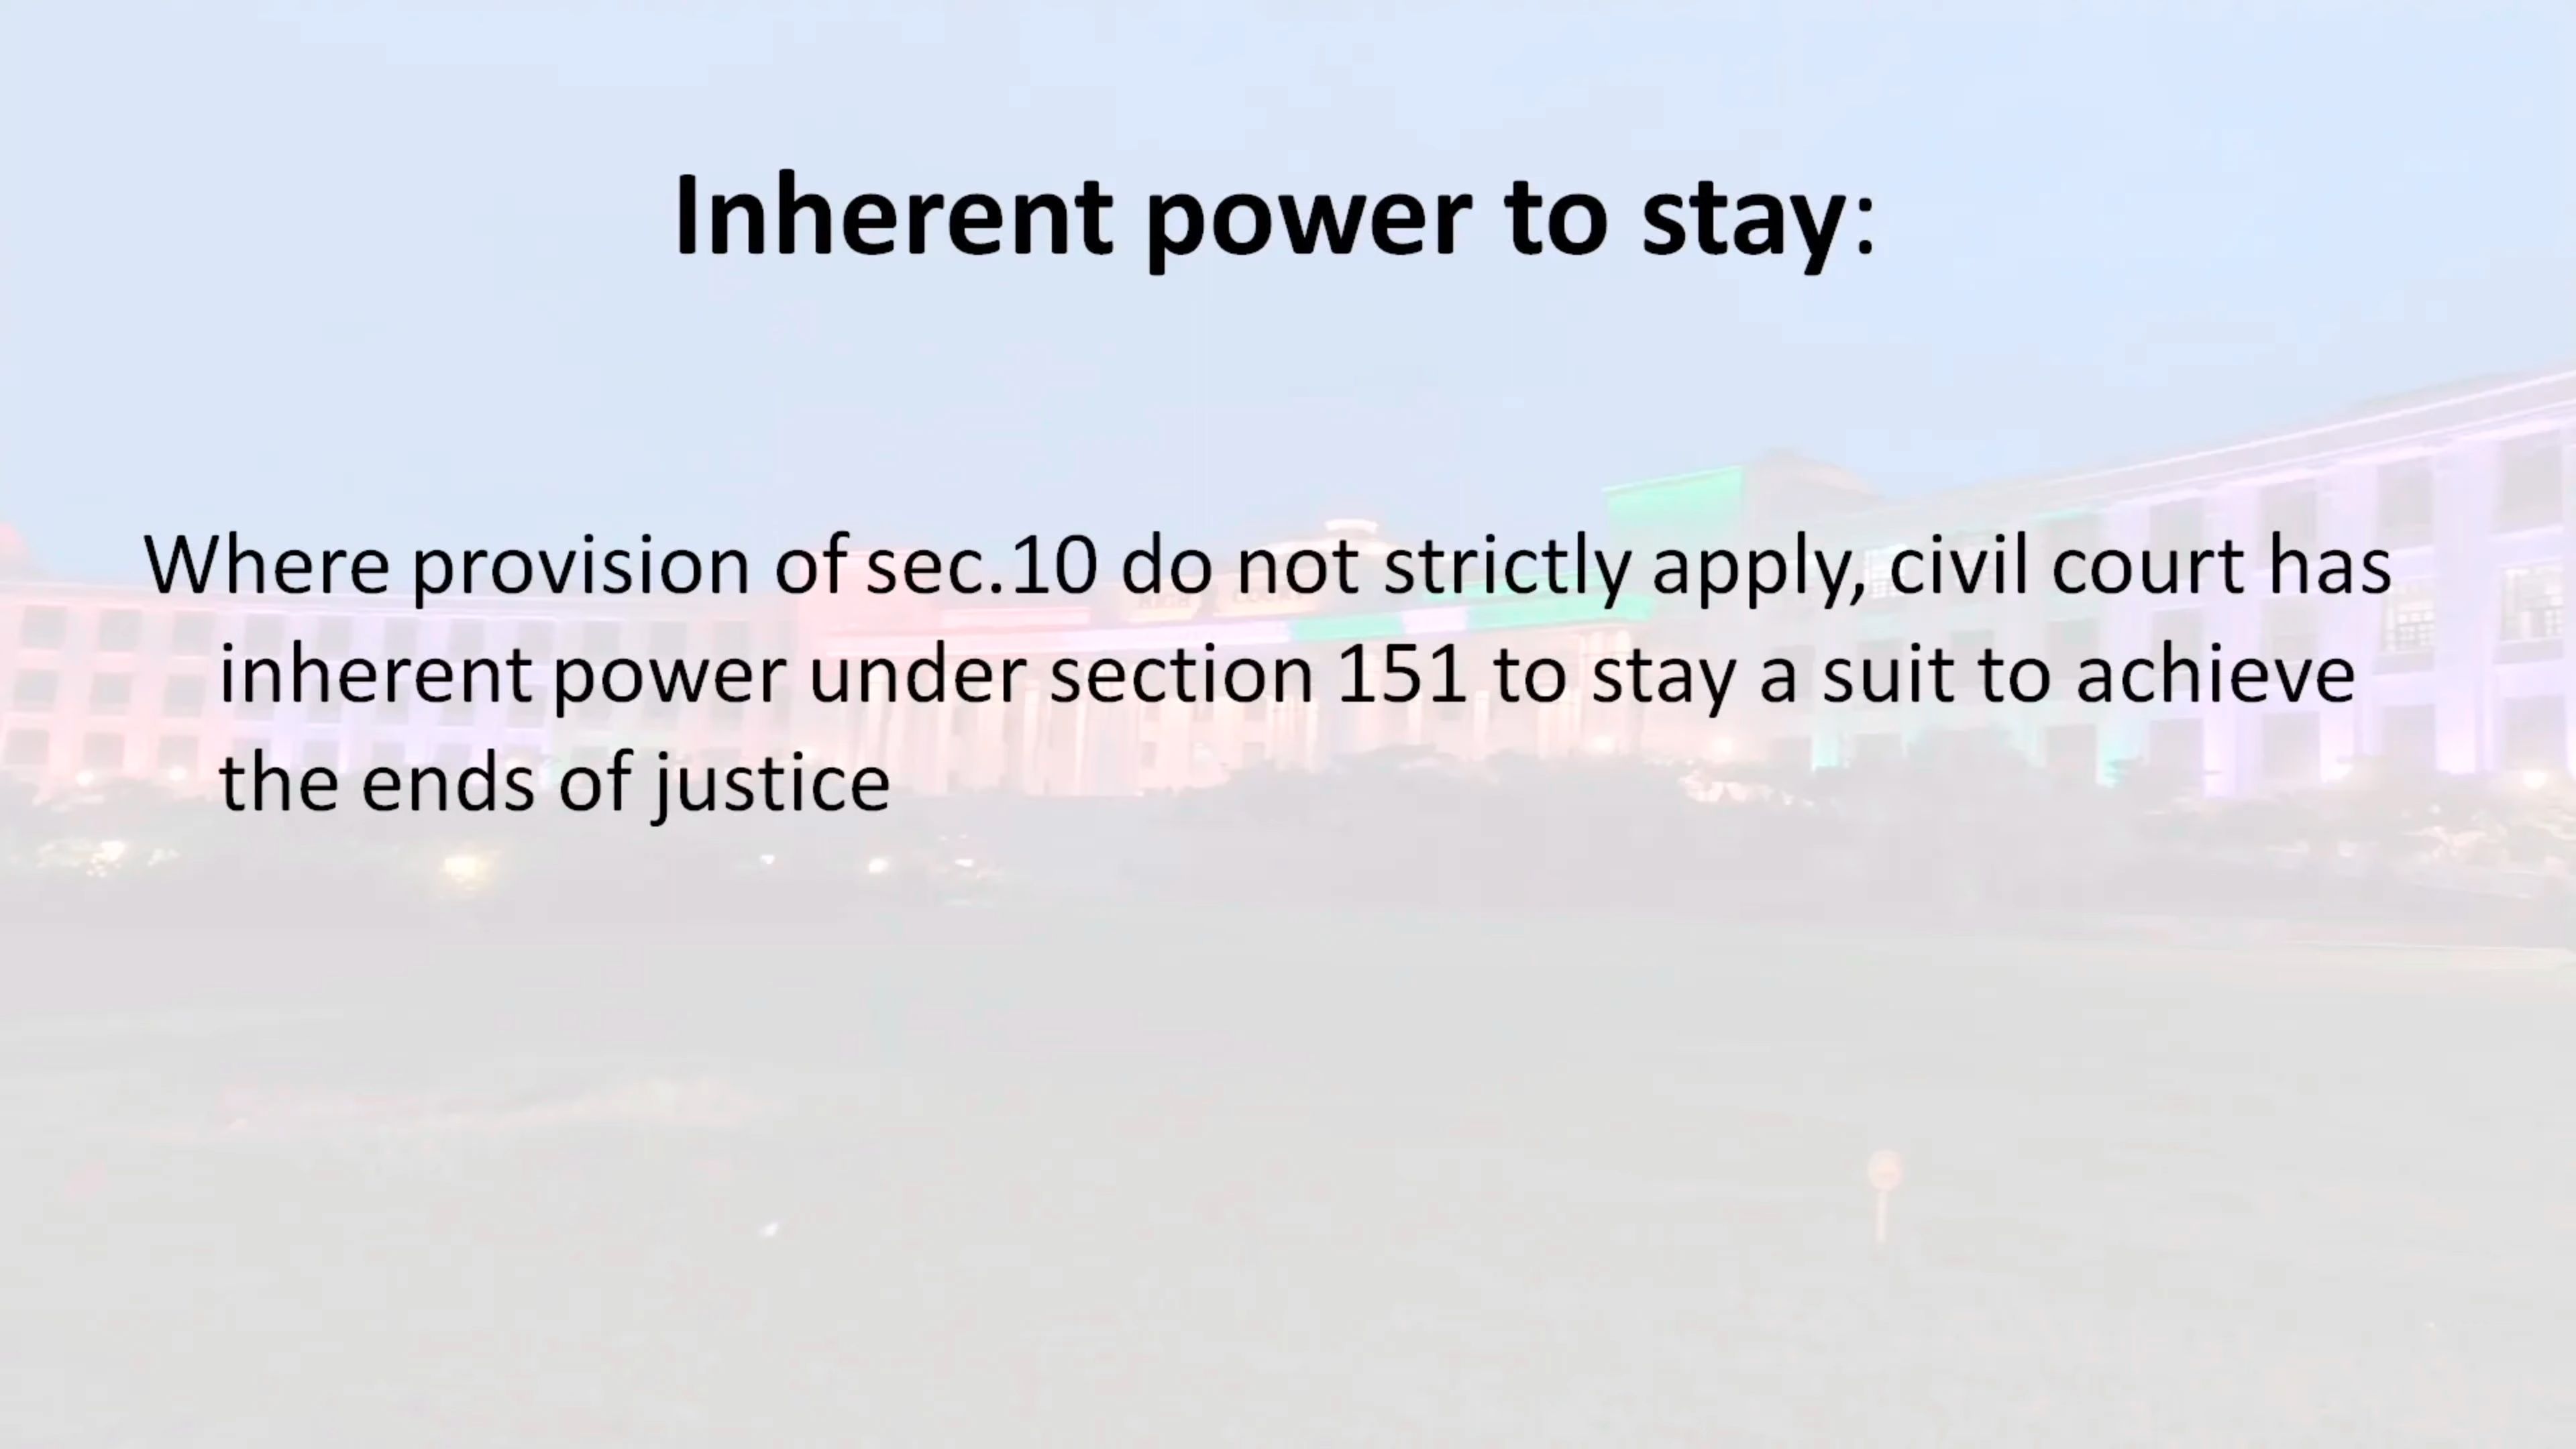 Inherent power to stay:
Where provision of sec.10 do not strictly apply, civil court has
inherent power under section 151 to stay a suit to achieve
the ends of justice